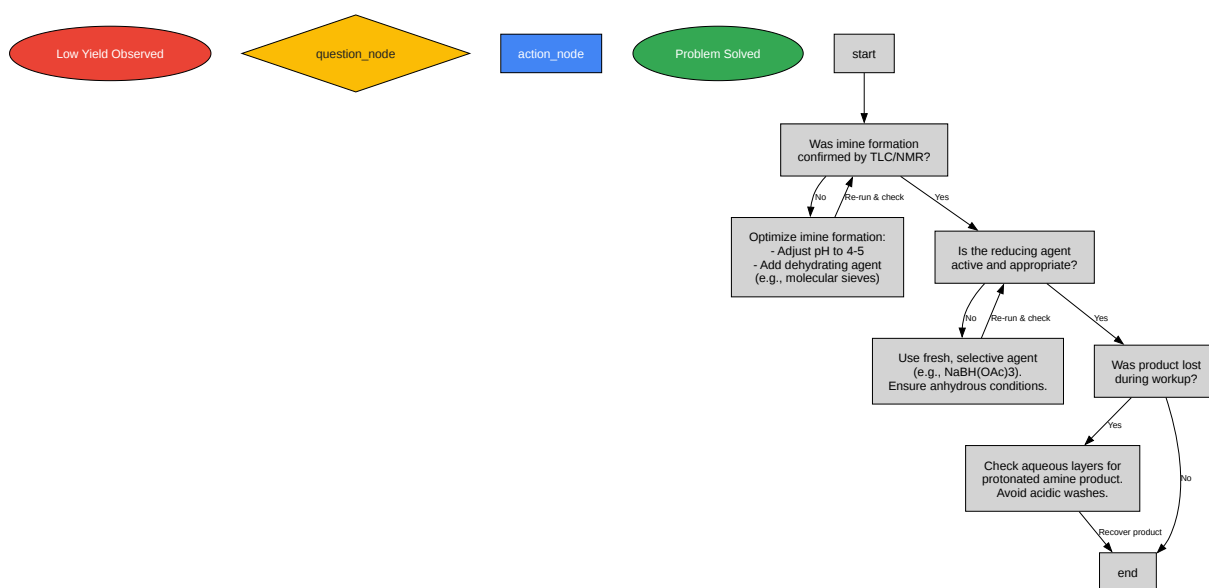 Low Yield Observed
question_node
action_node
Problem Solved
start
Was imine formation
confirmed by TLC/NMR?
No
Re-run & check
Yes
Optimize imine formation:
- Adjust pH to 4-5
- Add dehydrating agent
(e.g., molecular sieves)
Is the reducing agent
active and appropriate?
No
Re-run & check
Yes
Use fresh, selective agent
(e.g., NaBH(OAc)3).
Ensure anhydrous conditions.
Was product lost
during workup?
Yes
No
Check aqueous layers for
protonated amine product.
Avoid acidic washes.
Recover product
end